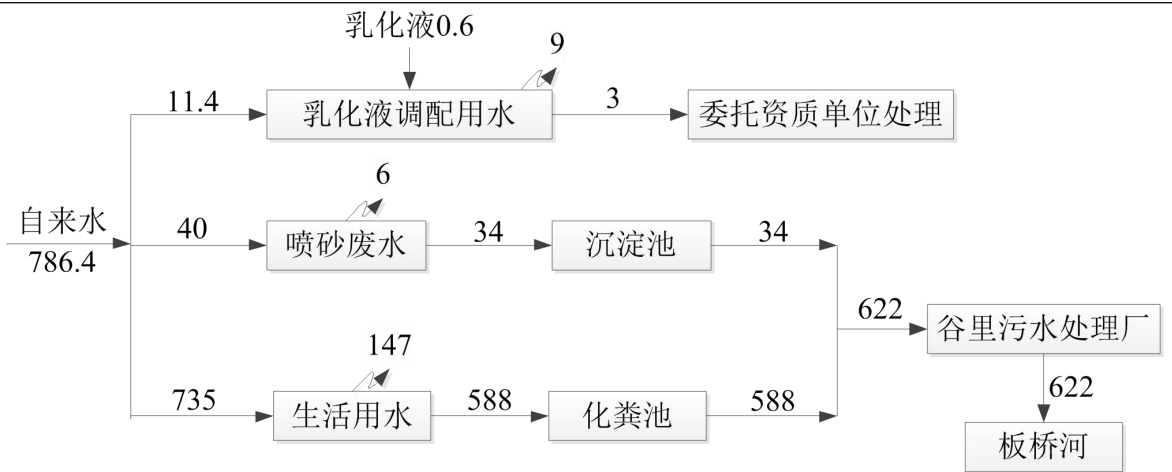 乳化液0.6
9
11.4
乳化液调配用水
3
委托资质单位处理
6
自来水
786.4
40
喷砂废水
34
沉淀池
34
622
谷里污水处理厂
147
735
生活用水
588
化粪池
588
622
板桥河